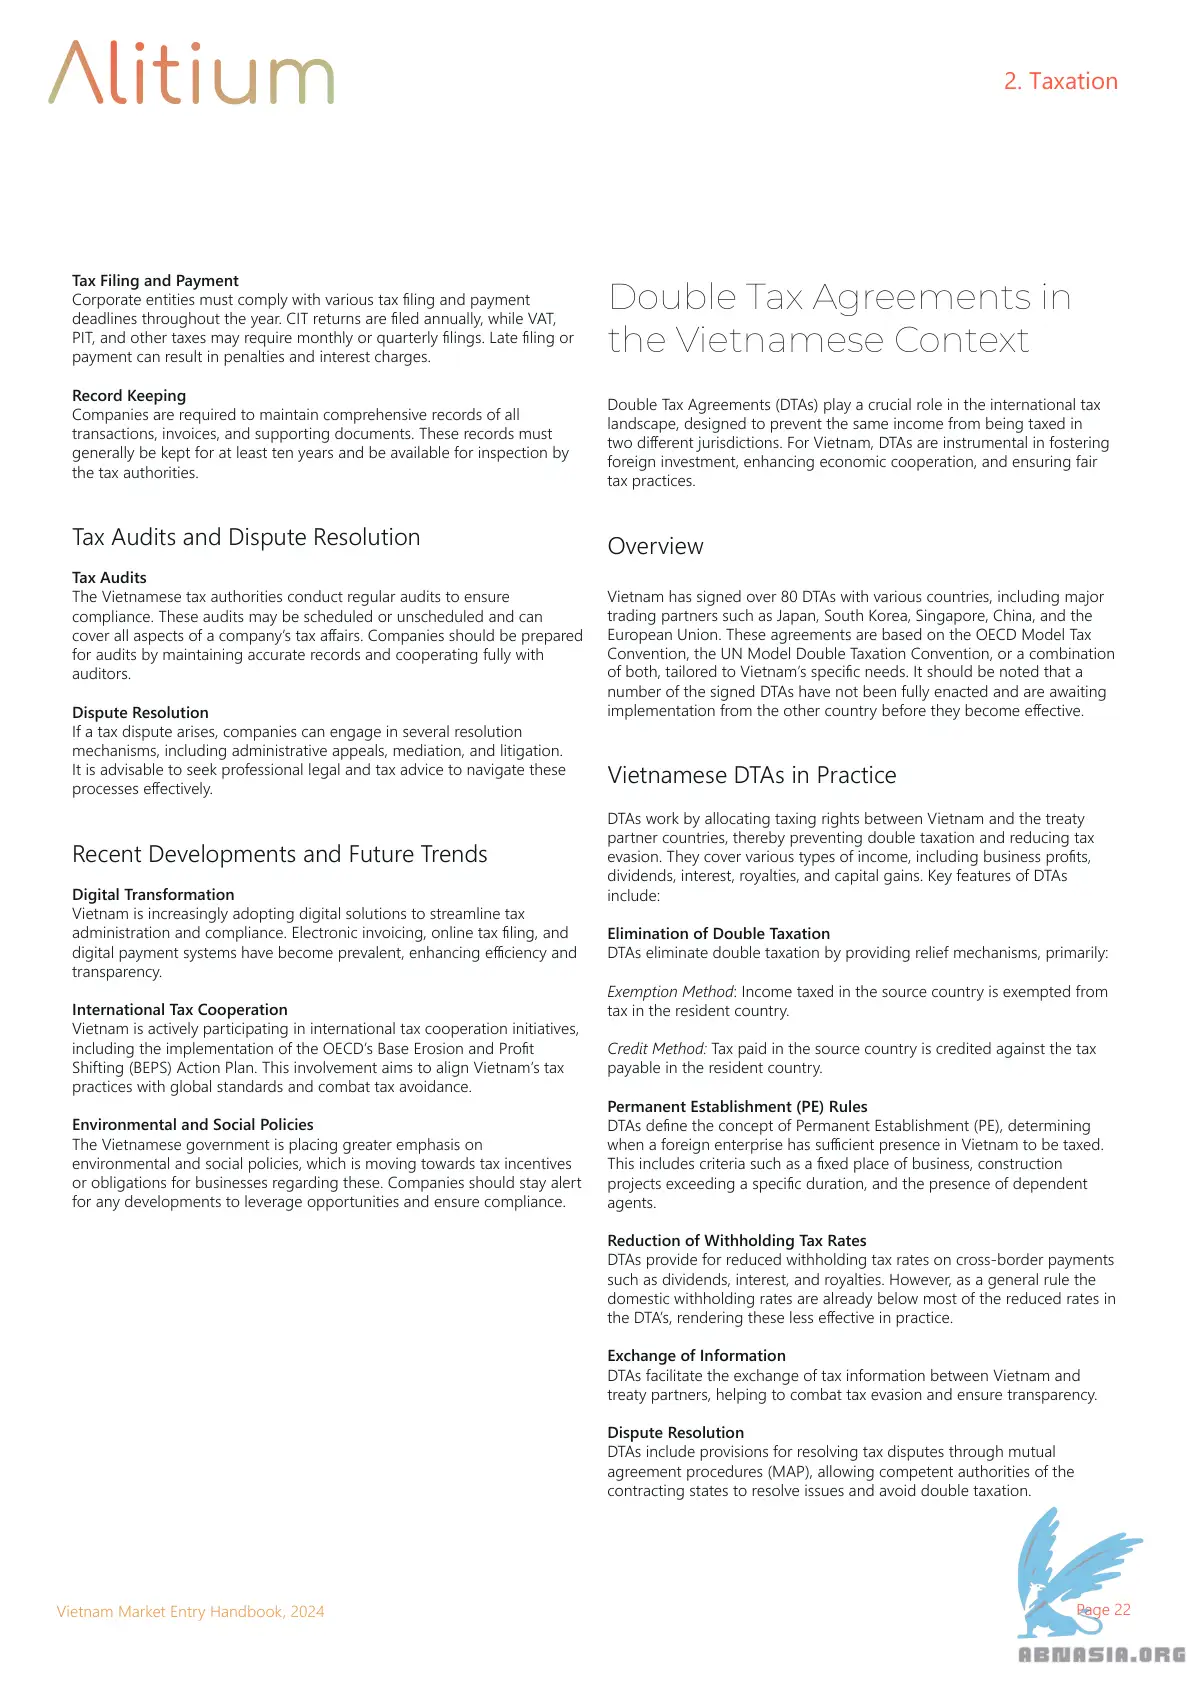 Alitium
2. Taxation
Tax Filing and Payment
Corporate entities must comply with various tax filing and payment
deadlines throughout the year. CIT returns are filed annually, while VAT,
PIT, and other taxes may require monthly or quarterly filings. Late filing or
payment can result in penalties and interest charges.
Record Keeping
Companies are required to maintain comprehensive records of all
transactions, invoices, and supporting documents. These records must
generally be kept for at least ten years and be available for inspection by
the tax authorities.
Tax Audits and Dispute Resolution
Tax Audits
The Vietnamese tax authorities conduct regular audits to ensure
compliance. These audits may be scheduled or unscheduled and can
cover all aspects of a company’s tax affairs. Companies should be prepared
for audits by maintaining accurate records and cooperating fully with
auditors.
Dispute Resolution
If a tax dispute arises, companies can engage in several resolution
mechanisms, including administrative appeals, mediation, and litigation.
It is advisable to seek professional legal and tax advice to navigate these
processes effectively.
Recent Developments and Future Trends
Digital Transformation
Vietnam is increasingly adopting digital solutions to streamline tax
administration and compliance. Electronic invoicing, online tax filing, and
digital payment systems have become prevalent, enhancing efficiency and
transparency.
International Tax Cooperation
Vietnam is actively participating in international tax cooperation initiatives,
including the implementation of the OECD’s Base Erosion and Profit
Shifting (BEPS) Action Plan. This involvement aims to align Vietnam’s tax
practices with global standards and combat tax avoidance.
Environmental and Social Policies
The Vietnamese government is placing greater emphasis on
environmental and social policies, which is moving towards tax incentives
or obligations for businesses regarding these. Companies should stay alert
for any developments to leverage opportunities and ensure compliance.
Double Tax Agreements in
the Vietnamese Context
Double Tax Agreements (DTAs) play a crucial role in the international tax
landscape, designed to prevent the same income from being taxed in
two different jurisdictions. For Vietnam, DTAs are instrumental in fostering
foreign investment, enhancing economic cooperation, and ensuring fair
tax practices.
Overview
Vietnam has signed over 80 DTAs with various countries, including major
trading partners such as Japan, South Korea, Singapore, China, and the
European Union. These agreements are based on the OECD Model Tax
Convention, the UN Model Double Taxation Convention, or a combination
of both, tailored to Vietnam’s specific needs. It should be noted that a
number of the signed DTAs have not been fully enacted and are awaiting
implementation from the other country before they become effective.
Vietnamese DTAs in Practice
DTAs work by allocating taxing rights between Vietnam and the treaty
partner countries, thereby preventing double taxation and reducing tax
evasion. They cover various types of income, including business profits,
dividends, interest, royalties, and capital gains. Key features of DTAs
include:
Elimination of Double Taxation
DTAs eliminate double taxation by providing relief mechanisms, primarily:
Exemption Method: Income taxed in the source country is exempted from
tax in the resident country.
Credit Method: Tax paid in the source country is credited against the tax
payable in the resident country.
Permanent Establishment (PE) Rules
DTAs define the concept of Permanent Establishment (PE), determining
when a foreign enterprise has sufficient presence in Vietnam to be taxed.
This includes criteria such as a fixed place of business, construction
projects exceeding a specific duration, and the presence of dependent
agents.
Reduction of Withholding Tax Rates
DTAs provide for reduced withholding tax rates on cross-border payments
such as dividends, interest, and royalties. However, as a general rule the
domestic withholding rates are already below most of the reduced rates in
the DTA’s, rendering these less effective in practice.
Exchange of Information
DTAs facilitate the exchange of tax information between Vietnam and
treaty partners, helping to combat tax evasion and ensure transparency.
Dispute Resolution
DTAs include provisions for resolving tax disputes through mutual
agreement procedures (MAP), allowing competent authorities of the
contracting states to resolve issues and avoid double taxation.
Vietnam Market Entry Handbook, 2024
Page 22
ABNASIA.ORG